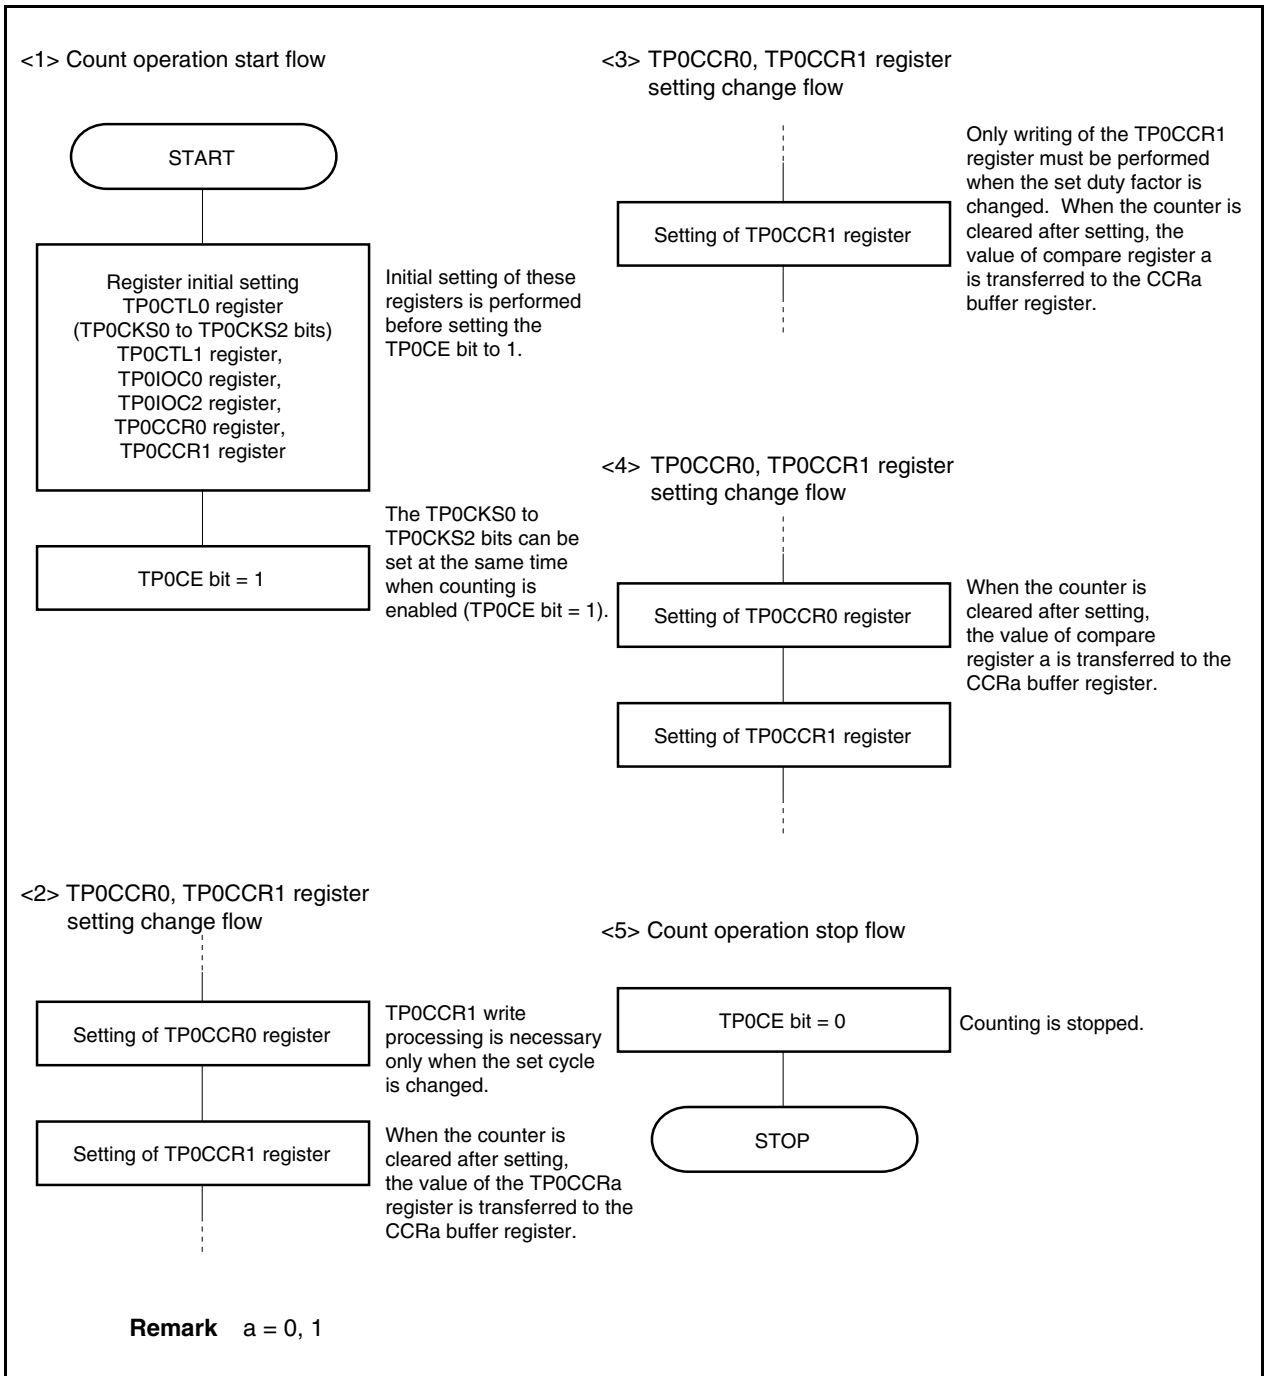 <1> Count operation start flow
START
Register initial setting
TP0CTL0 register
(TP0CKS0 to TP0CKS2 bits)
TP0CTL1 register,
TP0IOC0 register,
TP0IOC2 register,
TP0CCR0 register,
TP0CCR1 register
Initial setting of these
registers is performed
before setting the
TP0CE bit to 1.
TP0CE bit = 1
The TP0CKS0 to
TP0CKS2 bits can be
set at the same time
when counting is
enabled (TP0CE bit = 1).
<2> TP0CCR0, TP0CCR1 register
setting change flow
Setting of TP0CCR0 register
TP0CCR1 write
processing is necessary
only when the set cycle
is changed.
Setting of TP0CCR1 register
When the counter is
cleared after setting,
the value of the TP0CCRa
register is transferred to the
CCRa buffer register.
<3> TP0CCR0, TP0CCR1 register
setting change flow
Setting of TP0CCR1 register
Only writing of the TP0CCR1
register must be performed
when the set duty factor is
changed. When the counter is
cleared after setting, the
value of compare register a
is transferred to the CCRa
buffer register.
<4> TP0CCR0, TP0CCR1 register
setting change flow
Setting of TP0CCR0 register
When the counter is
cleared after setting,
the value of compare
register a is transferred to the
CCRa buffer register.
Setting of TP0CCR1 register
<5> Count operation stop flow
TP0CE bit = 0
Counting is stopped.
STOP
Remark a = 0, 1